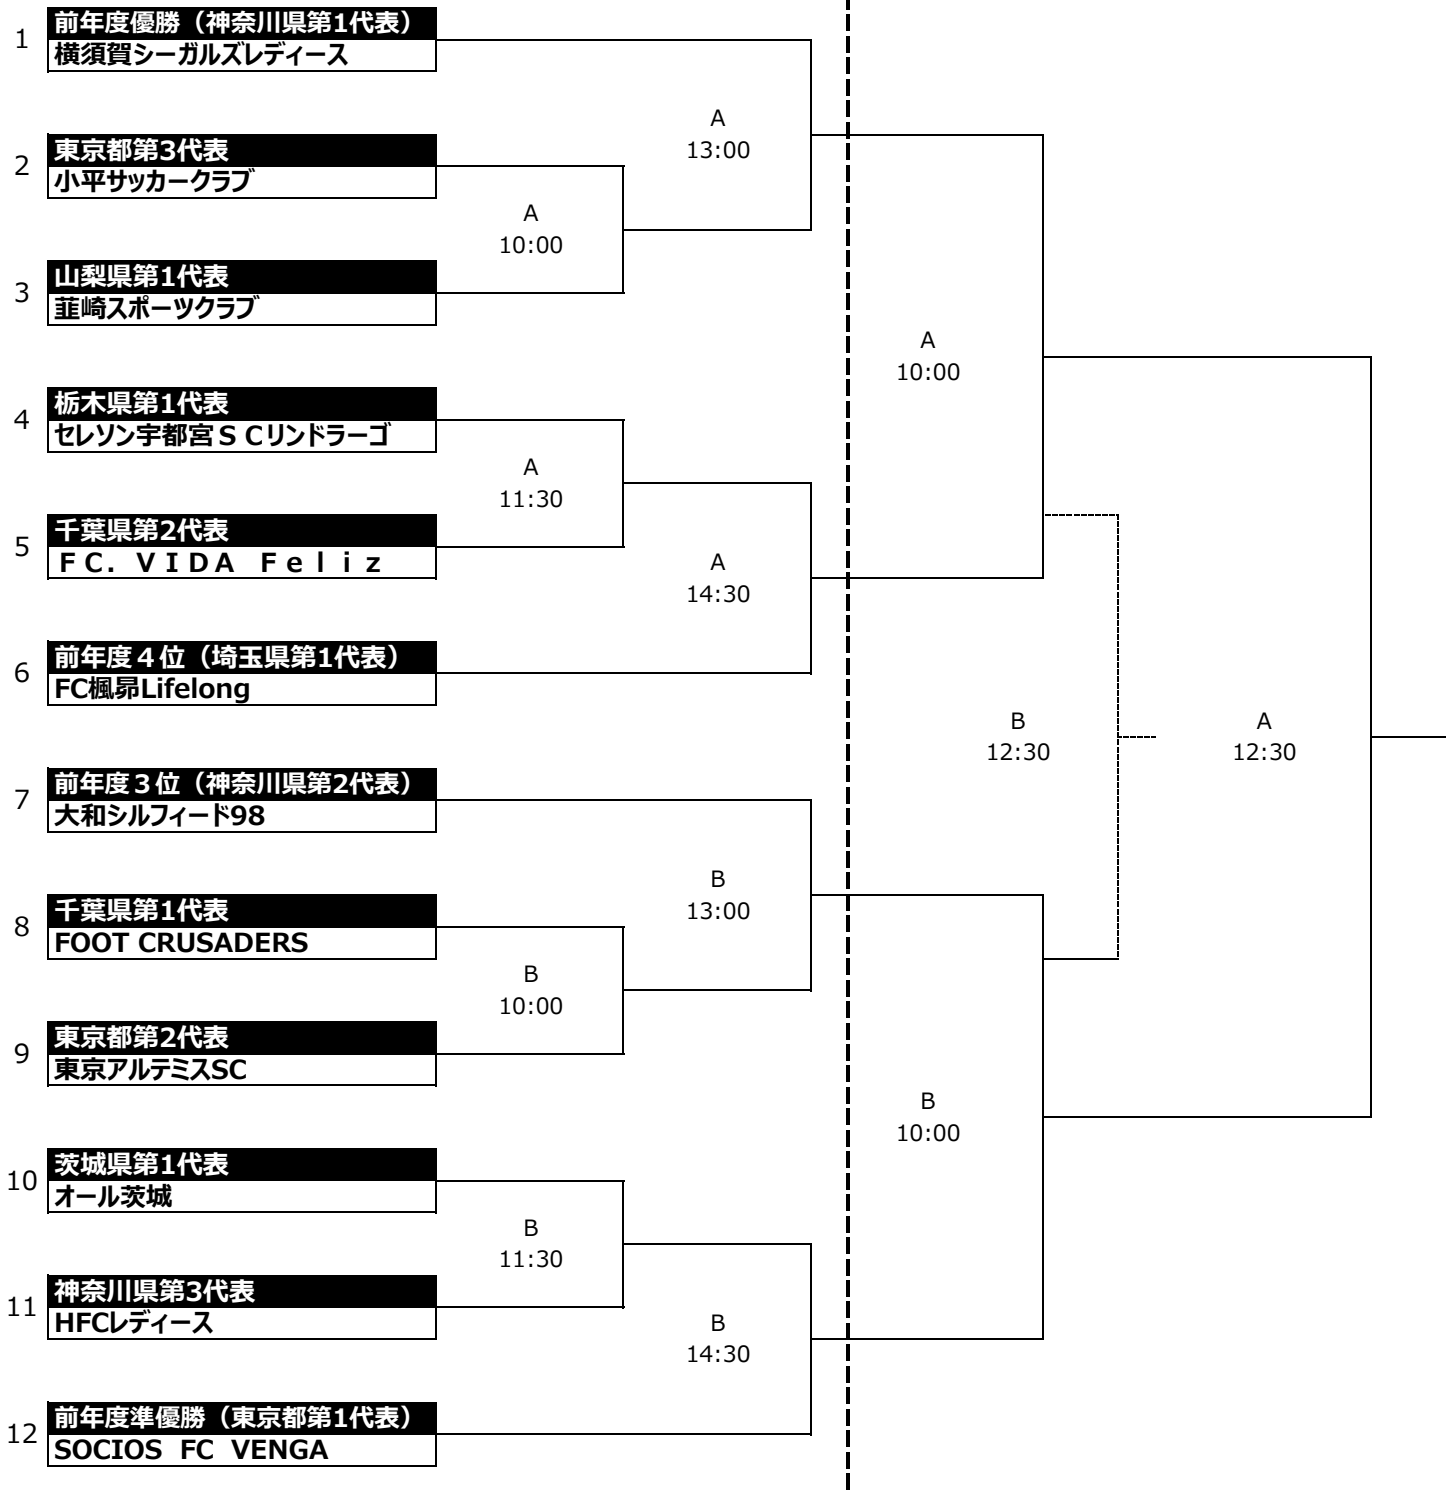 1
前年度優勝（神奈川県第1代表）
横須賀シーガルズレディース
A
13:00
2
東京都第3代表
小平サッカークラブ
A
10:00
3
山梨県第1代表
韮崎スポーツクラブ
A
10:00
4
栃木県第1代表
セレソン宇都宮ＳＣリンドラーゴ
A
11:30
5
千葉県第2代表
ＦＣ．ＶＩＤＡ　Ｆｅｌｉｚ
A
14:30
6
前年度４位（埼玉県第1代表）
FC楓昴Lifelong
B
12:30
A
12:30
7
前年度３位（神奈川県第2代表）
大和シルフィード98
B
13:00
8
千葉県第1代表
FOOT CRUSADERS
B
10:00
9
東京都第2代表
東京アルテミスSC
B
10:00
10
茨城県第1代表
オール茨城
B
11:30
11
神奈川県第3代表
HFCレディース
B
14:30
12
前年度準優勝（東京都第1代表）
SOCIOS FC VENGA